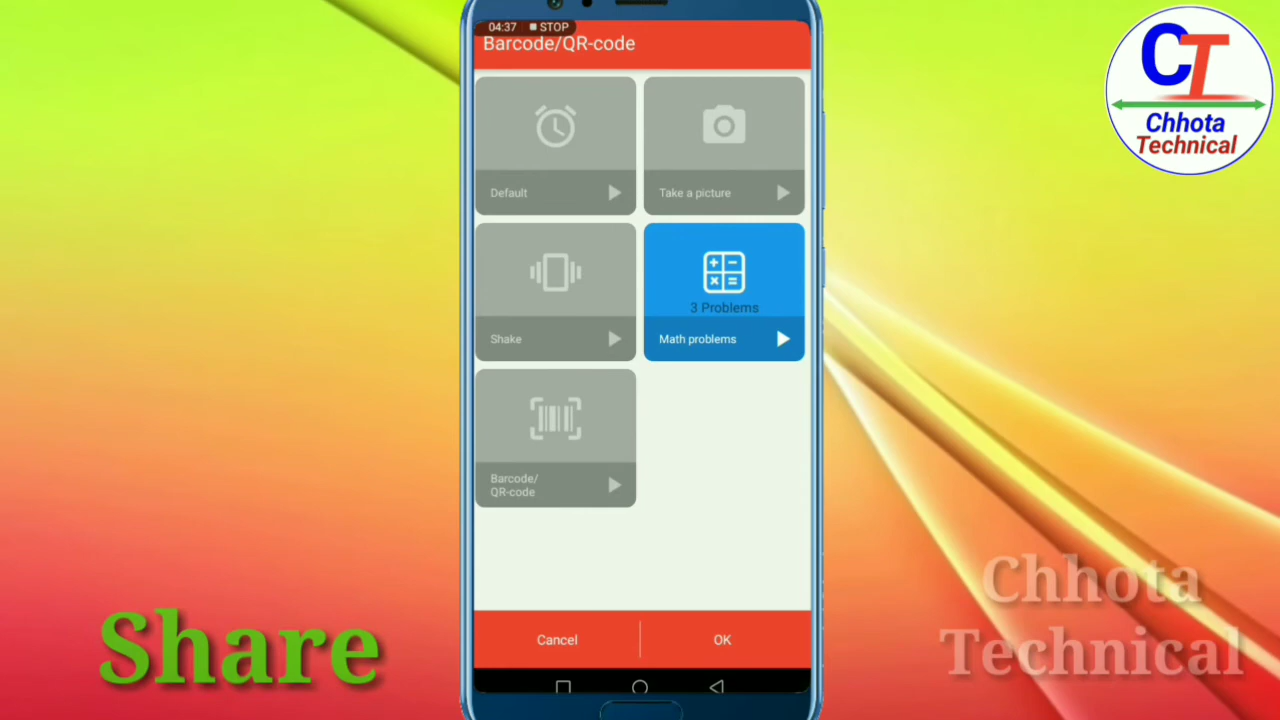 04:37 STOP
Barcode/QR-code
CT
Chhota
Technical
Default
Take a picture
3 Problems
Shake
Math problems
Barcode/
QR-code
Cancel
OK
Share
Chhota
Technical